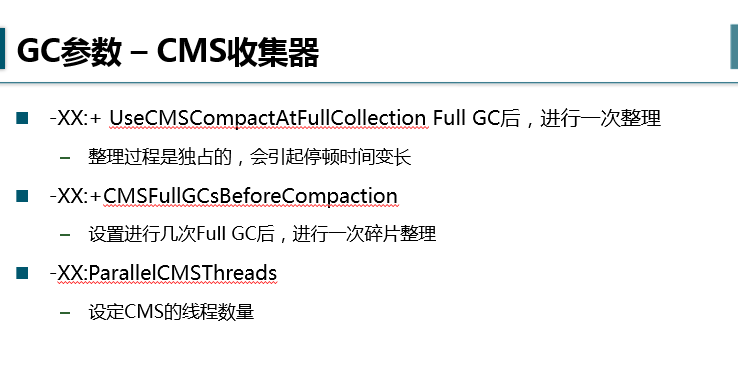 GC参数 – CMS收集器
-XX:+ UseCMSCompactAtFullCollection Full GC后，进行一次整理
– 整理过程是独占的，会引起停顿时间变长
-XX:+CMSFullGCsBeforeCompaction
– 设置进行几次Full GC后，进行一次碎片整理
-XX:ParallelCMSThreads
– 设定CMS的线程数量